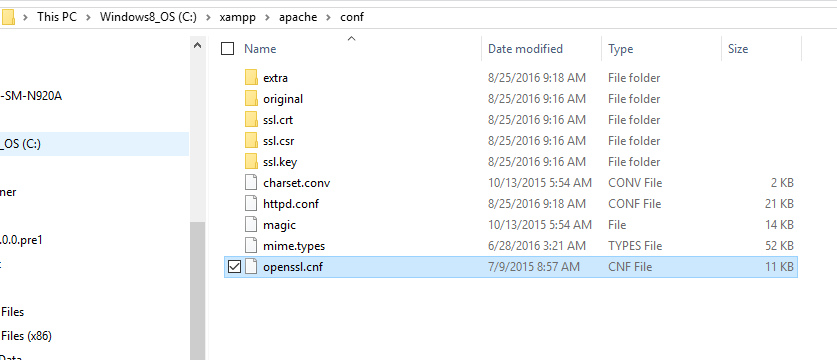 This PC > Windows8_OS (C:) > xampp > apache > conf
Name Date modified Type Size
extra 8/25/2016 9:18 AM File folder
original 8/25/2016 9:16 AM File folder
ssl.crt 8/25/2016 9:16 AM File folder
ssl.csr 8/25/2016 9:16 AM File folder
ssl.key 8/25/2016 9:16 AM File folder
charset.conv 10/13/2015 5:54 AM CONV File 2 KB
httpd.conf 8/25/2016 9:18 AM CONF File 21 KB
magic 10/13/2015 5:54 AM File 14 KB
mime.types 6/28/2016 3:21 AM TYPES File 52 KB
openssl.cnf 7/9/2015 8:57 AM CNF File 11 KB
-SM-N920A
_OS (C:)
ner
.0.0.pre1
Files
Files (x86)
Data